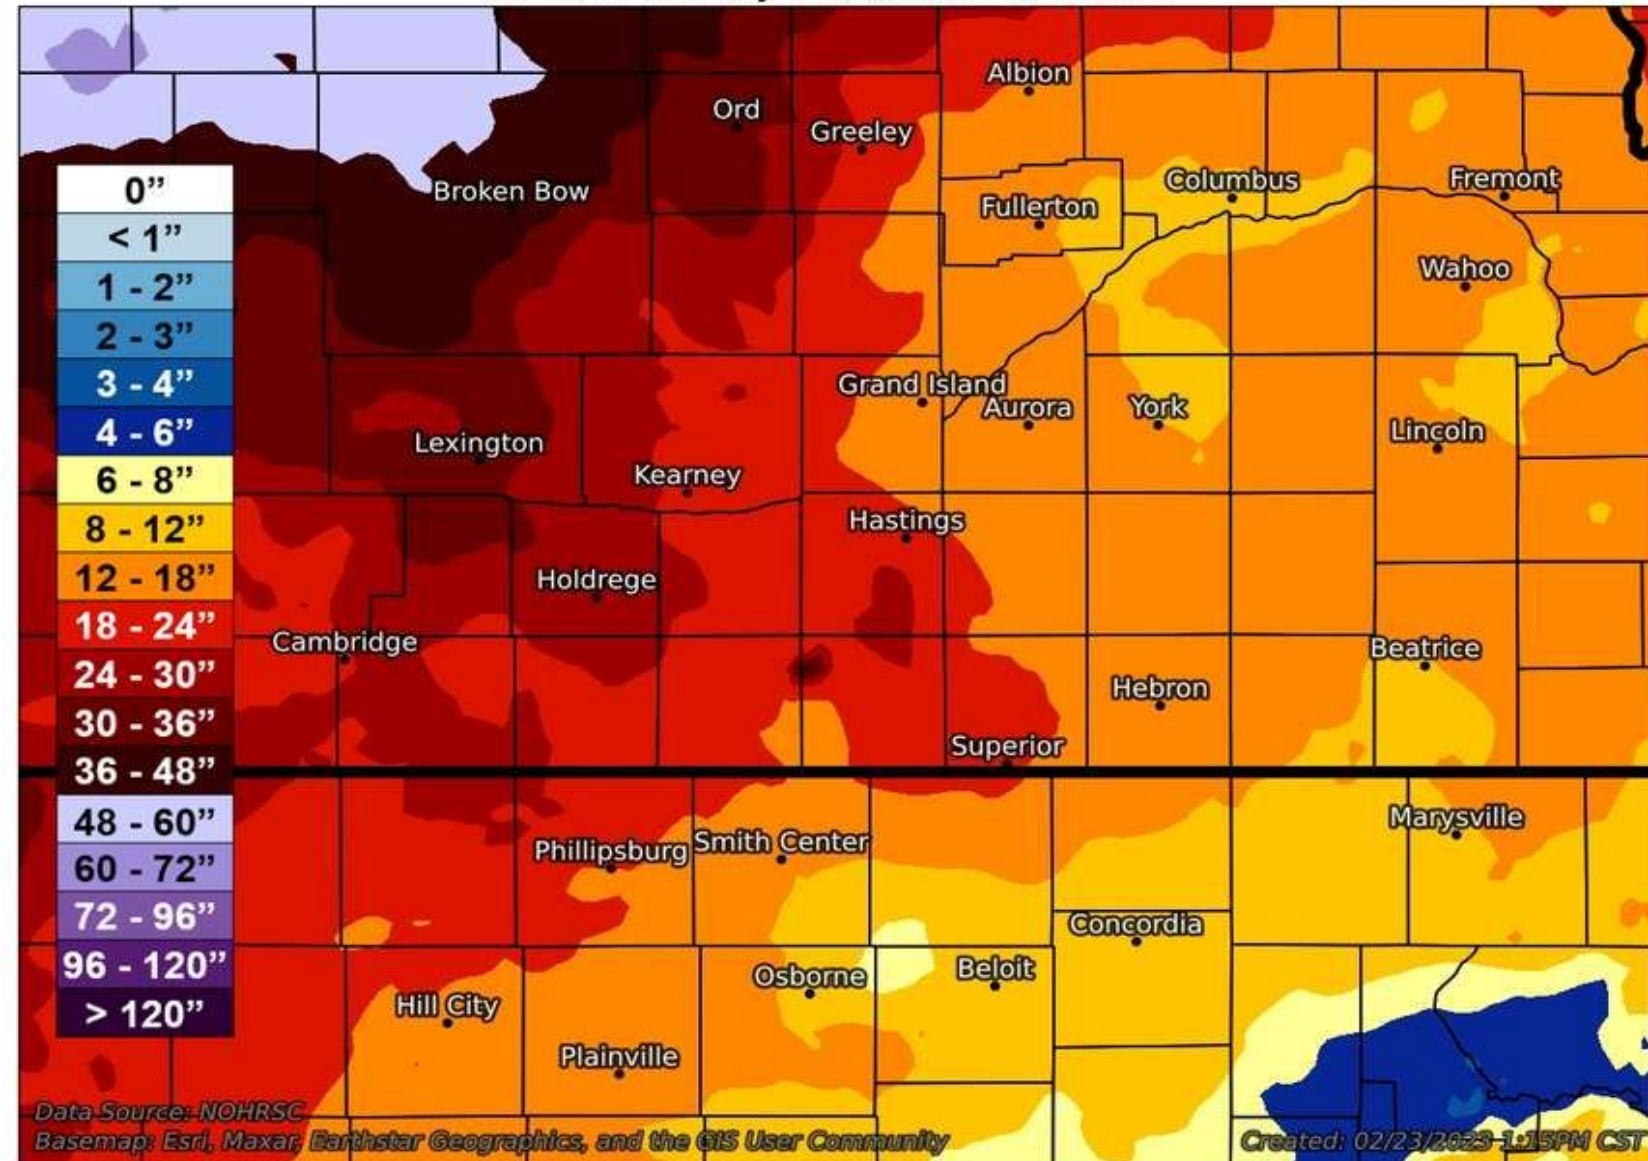 Albion
Ord
Greeley
Broken Bow
Columbus
Fremont
Fullerton
Wahoo
Grand Island
Aurora
York
Lincoln
Lexington
Kearney
Hastings
Holdrege
Cambridge
Beatrice
Hebron
Superior
Phillipsburg
Smith Center
Marysville
Concordia
Osborne
Beloit
Hill City
Plainville
0”
< 1”
1 - 2”
2 - 3”
3 - 4”
4 - 6”
6 - 8”
8 - 12”
12 - 18”
18 - 24”
24 - 30”
30 - 36”
36 - 48”
48 - 60”
60 - 72”
72 - 96”
96 - 120”
> 120”
Data Source: NOHRSC
Basemap: Esri, Maxar, Earthstar Geographics, and the GIS User Community
Created: 02/23/2023 1:15PM CST